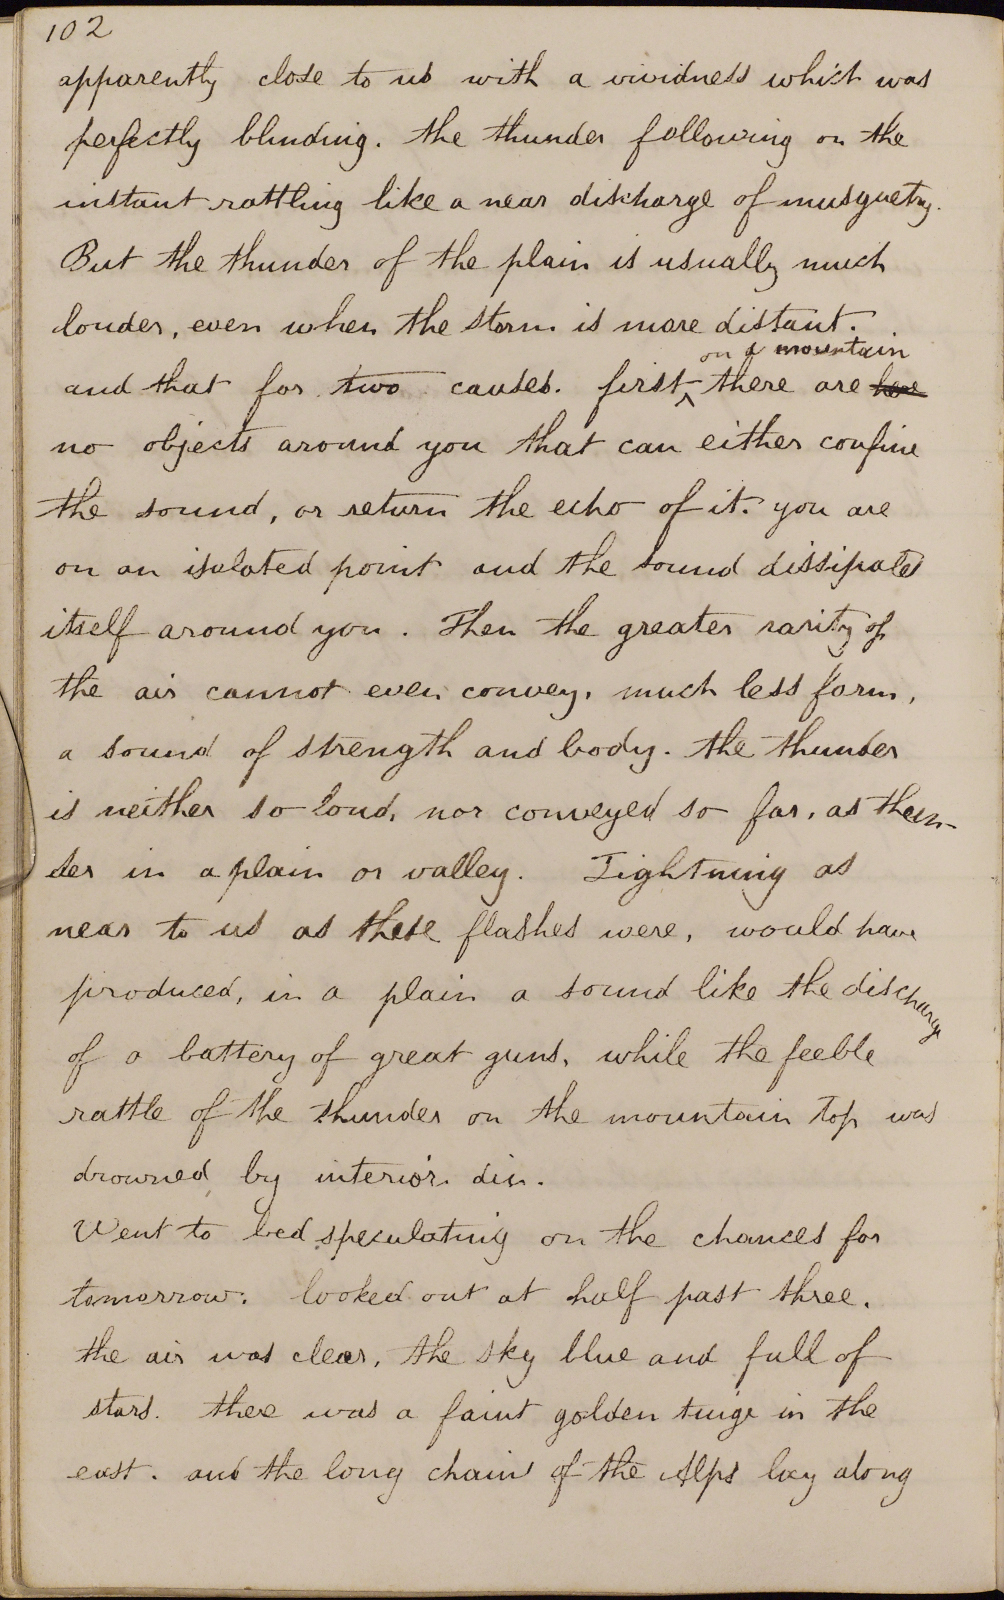 102
apparently close to us with a vividness which was
perfectly blinding. the thunder following on the
instant rattling like a near discharge of musquetry.
But the thunder of the plain is usually much
louder, even when the storm is more distant.
on a mountain
and that for two causes. first ^ there are
no objects around you that can either confine
the sound, or return the echo of it. you are
on an isolated point and the sound dissipates
itself around you. Then the greater rarity of
the air cannot even convey, much less form,
a sound of strength and body. the thunder
is neither so loud, nor conveyed so far, as thun-
der in a plain or valley. Lightning as
near to us as these flashes were, would have
produced, in a plain a sound like the discharge
of a battery of great guns, while the feeble
rattle of the thunder on the mountain top was
drowned by interior din.
Went to bed speculating on the chances for
tomorrow. looked out at half past three.
the air was clear, the sky blue and full of
stars. there was a faint golden tinge in the
east. and the long chain of the Alps lay along